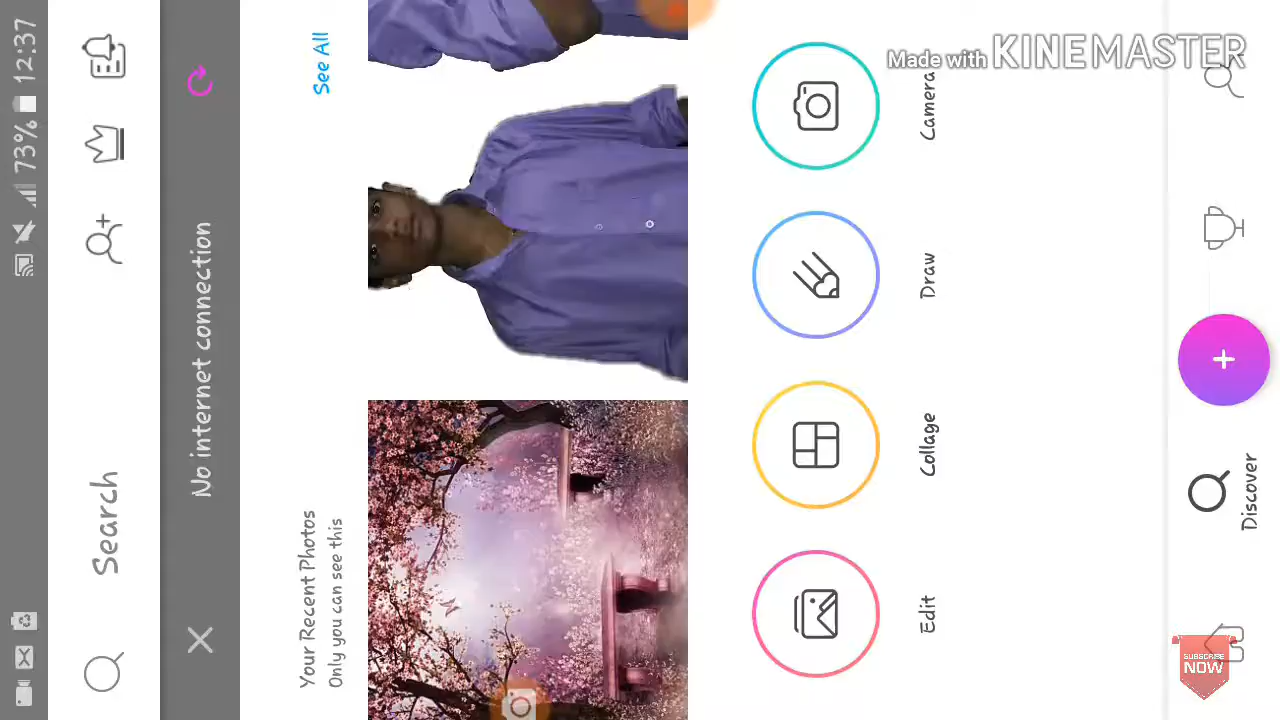 73% 12:37
Search
No internet connection
Your Recent Photos
Only you can see this
See All
Edit
Collage
Draw
Camera
Discover
Made with KINEMASTER
SUBSCRIBE
NOW